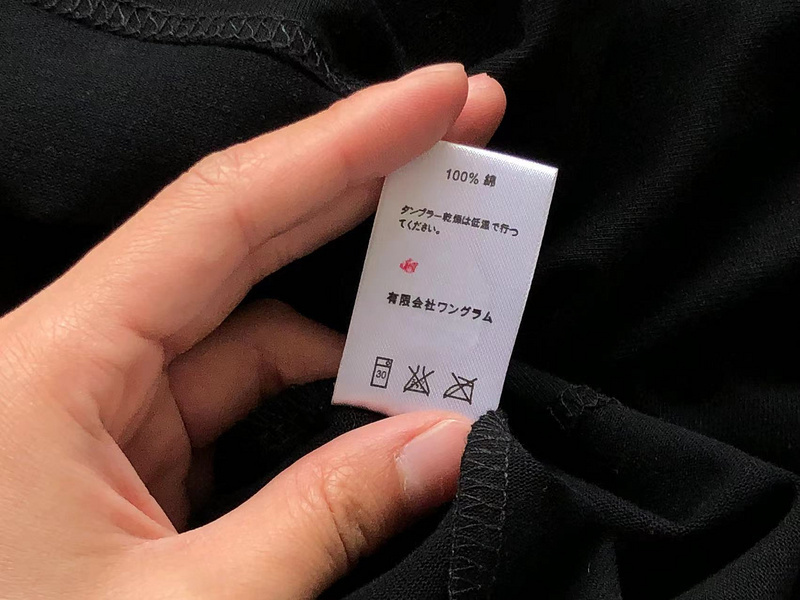 100% 綿
タンブラー乾燥は低温で行っ
てください。
有限会社ワングラム
30